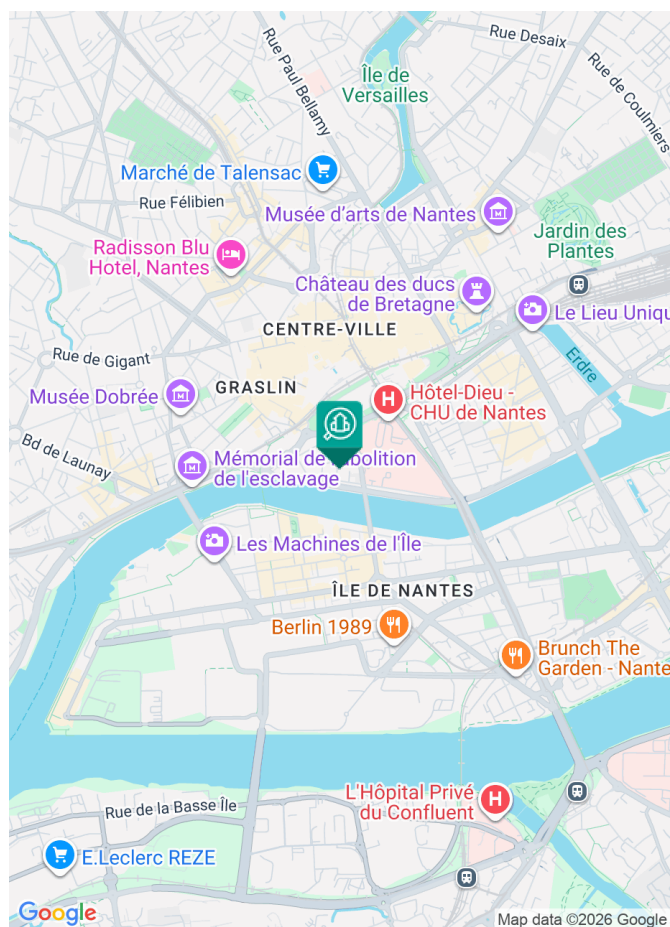 Rue Desaix
Rue Paul Bellamy
Île de
Versailles
Rue de Coulmiers
Marché de Talensac
Rue Félibien
Musée d'arts de Nantes
Jardin des
Plantes
Radisson Blu
Hotel, Nantes
Château des ducs
de Bretagne
Le Lieu Uniqu
CENTRE-VILLE
Rue de Gigant
Erdre
GRASLIN
Musée Dobrée
H
Hôtel-Dieu -
CHU de Nantes
Bd de Launay
Mémorial de l'abolition
de l'esclavage
Les Machines de l'Île
ÎLE DE NANTES
Berlin 1989
Brunch The
Garden - Nante
L'Hôpital Privé
du Confluent
H
Rue de la Basse Île
E.Leclerc REZE
Google
Map data ©2026 Google